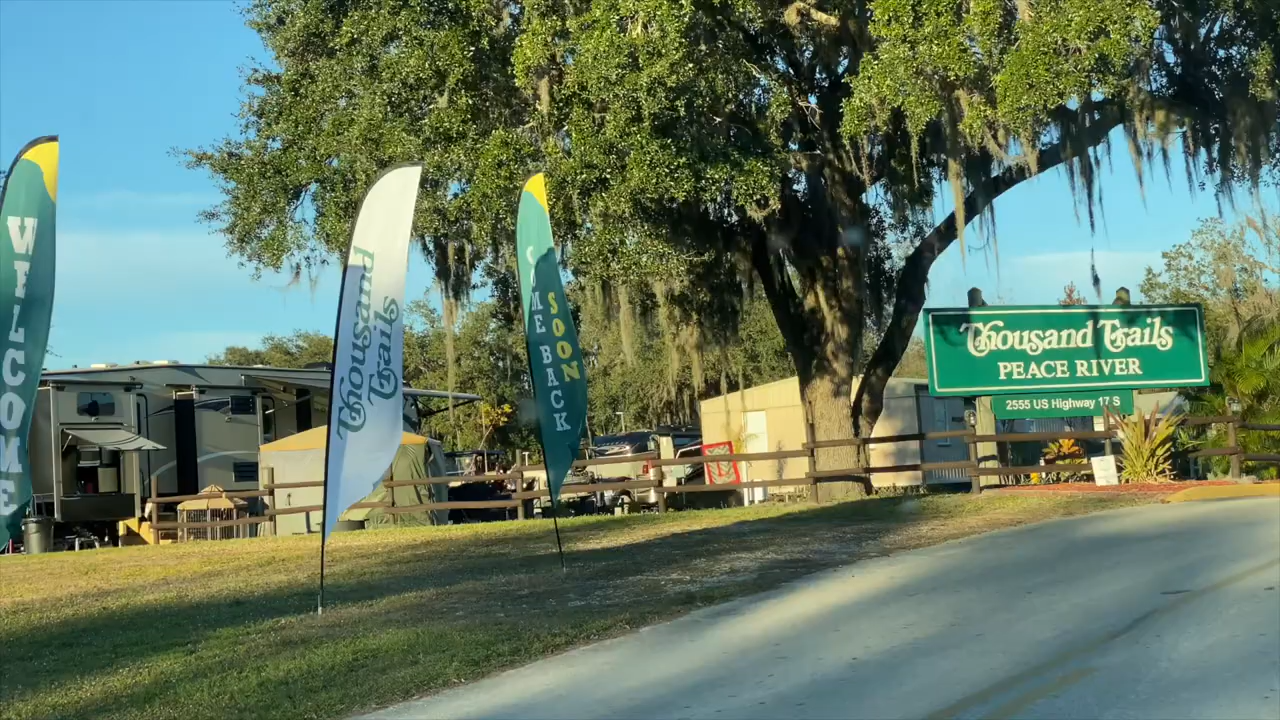 WELCOME
Thousand
Trails
COME BACK
SOON
Thousand Trails
PEACE RIVER
2555 US Highway 17 S